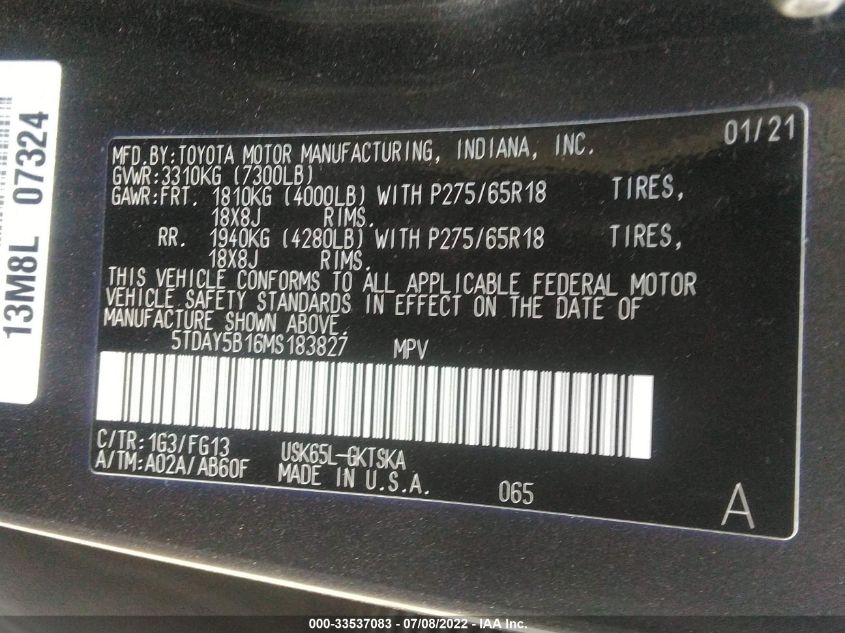 13M8L 07324
01/21
MFD.BY:TOYOTA MOTOR MANUFACTURING, INDIANA, INC.
GVWR:3310KG (7300LB)
GAWR:FRT. 1810KG (4000LB) WITH P275/65R18 TIRES,
18X8J RIMS.
RR. 1940KG (4280LB) WITH P275/65R18 TIRES,
18X8J RIMS.
THIS VEHICLE CONFORMS TO ALL APPLICABLE FEDERAL MOTOR
VEHICLE SAFETY STANDARDS IN EFFECT ON THE DATE OF
MANUFACTURE SHOWN ABOVE.
5TDAY5B16MS183827 MPV
C/TR:1G3/FG13 USK65L-GKTSKA
A/TM:A02A/AB60F MADE IN U.S.A. 065
A
000-33537083 - 07/08/2022 - IAA Inc.